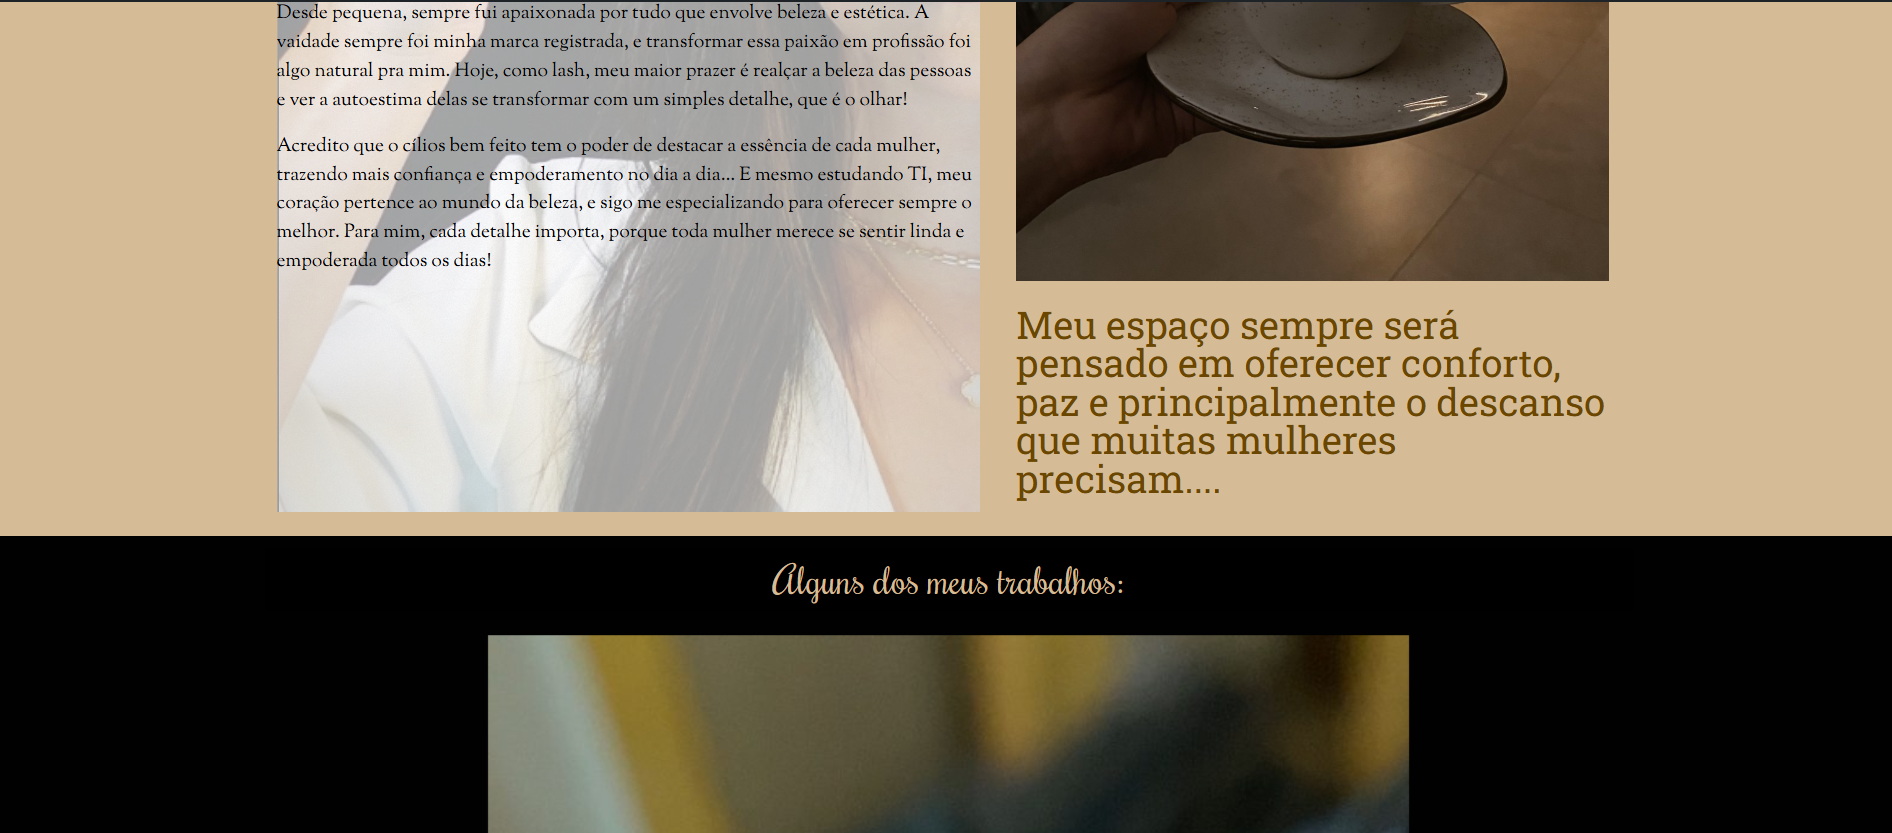 Desde pequena, sempre fui apaixonada por tudo que envolve beleza e estética. A
vaidade sempre foi minha marca registrada, e transformar essa paixão em profissão foi
algo natural pra mim. Hoje, como lash, meu maior prazer é realçar a beleza das pessoas
e ver a autoestima delas se transformar com um simples detalhe, que é o olhar!
Acredito que o cílios bem feito tem o poder de destacar a essência de cada mulher,
trazendo mais confiança e empoderamento no dia a dia... E mesmo estudando TI, meu
coração pertence ao mundo da beleza, e sigo me especializando para oferecer sempre o
melhor. Para mim, cada detalhe importa, porque toda mulher merece se sentir linda e
empoderada todos os dias!
Meu espaço sempre será
pensado em oferecer conforto,
paz e principalmente o descanso
que muitas mulheres
precisam....
Alguns dos meus trabalhos: